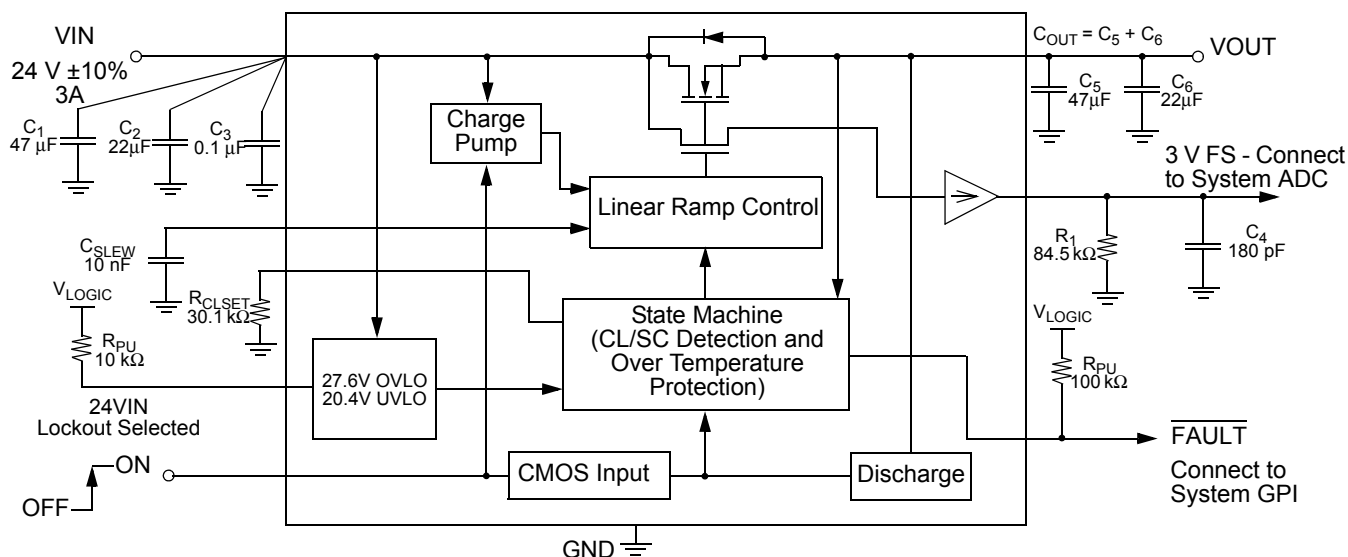 VIN
24 V ±10%
3A
C1
47 μF
C2
22μF
C3
0.1 μF
Charge
Pump
COUT = C5 + C6
VOUT
C5
47μF
C6
22μF
3 V FS - Connect
to System ADC
Linear Ramp Control
CSLEW
10 nF
R1
84.5 kΩ
C4
180 pF
VLOGIC
RCLSET
30.1 kΩ
RPU
10 kΩ
State Machine
(CL/SC Detection and
Over Temperature
Protection)
VLOGIC
RPU
100 kΩ
27.6V OVLO
20.4V UVLO
24VIN
Lockout Selected
FAULT
Connect to
System GPI
ON
OFF
CMOS Input
Discharge
GND